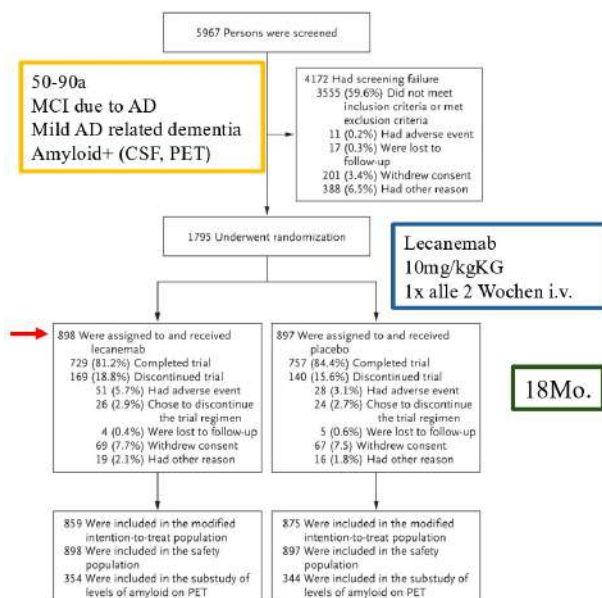 5967 Persons were screened
50-90a
MCI due to AD
Mild AD related dementia
Amyloid+ (CSF, PET)
4172 Had screening failure
3555 (59.6%) Did not meet
inclusion criteria or met
exclusion criteria
11 (0.2%) Had adverse event
17 (0.3%) Were lost to
follow-up
201 (3.4%) Withdrew consent
388 (6.5%) Had other reason
1795 Underwent randomization
Lecanemab
10mg/kgKG
1x alle 2 Wochen i.v.
898 Were assigned to and received
lecanemab
729 (81.2%) Completed trial
169 (18.8%) Discontinued trial
51 (5.7%) Had adverse event
26 (2.9%) Chose to discontinue
the trial regimen
4 (0.4%) Were lost to follow-up
69 (7.7%) Withdrew consent
19 (2.1%) Had other reason
897 Were assigned to and received
placebo
757 (84.4%) Completed trial
140 (15.6%) Discontinued trial
28 (3.1%) Had adverse event
24 (2.7%) Chose to discontinue
the trial regimen
5 (0.6%) Were lost to follow-up
67 (7.5) Withdrew consent
16 (1.8%) Had other reason
18Mo.
859 Were included in the modified
intention-to-treat population
898 Were included in the safety
population
354 Were included in the substudy of
levels of amyloid on PET
875 Were included in the modified
intention-to-treat population
897 Were included in the safety
population
344 Were included in the substudy of
levels of amyloid on PET